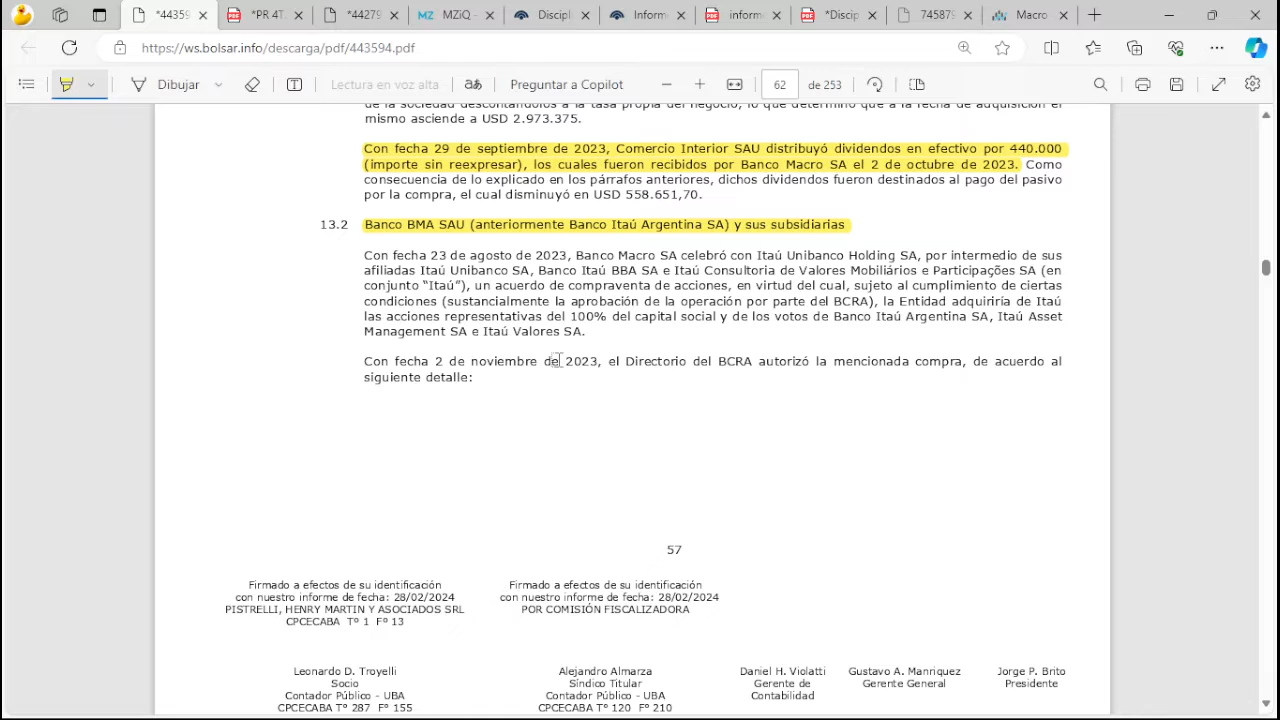 *4435
*PR 4T.
*4427
MZ MZiQ -
Discipl
Inform
inform
*Discip
74587
Macro
https://ws.bolsar.info/descarga/pdf/443594.pdf
Dibujar
Lectura en voz alta
Preguntar a Copilot
62 de 253
de la sociedad descontándolos a la tasa propia del negocio, lo que determinó que a la fecha de adquisición el
mismo asciende a USD 2.973.375.
Con fecha 29 de septiembre de 2023, Comercio Interior SAU distribuyó dividendos en efectivo por 440.000
(importe sin reexpresar), los cuales fueron recibidos por Banco Macro SA el 2 de octubre de 2023. Como
consecuencia de lo explicado en los párrafos anteriores, dichos dividendos fueron destinados al pago del pasivo
por la compra, el cual disminuyó en USD 558.651,70.
13.2 Banco BMA SAU (anteriormente Banco Itaú Argentina SA) y sus subsidiarias
Con fecha 23 de agosto de 2023, Banco Macro SA celebró con Itaú Unibanco Holding SA, por intermedio de sus
afiliadas Itaú Unibanco SA, Banco Itaú BBA SA e Itaú Consultoria de Valores Mobiliários e Participações SA (en
conjunto “Itaú”), un acuerdo de compraventa de acciones, en virtud del cual, sujeto al cumplimiento de ciertas
condiciones (sustancialmente la aprobación de la operación por parte del BCRA), la Entidad adquiriría de Itaú
las acciones representativas del 100% del capital social y de los votos de Banco Itaú Argentina SA, Itaú Asset
Management SA e Itaú Valores SA.
Con fecha 2 de noviembre de 2023, el Directorio del BCRA autorizó la mencionada compra, de acuerdo al
siguiente detalle:
57
Firmado a efectos de su identificación
con nuestro informe de fecha: 28/02/2024
PISTRELLI, HENRY MARTIN Y ASOCIADOS SRL
CPCECABA Tº 1 Fº 13
Firmado a efectos de su identificación
con nuestro informe de fecha: 28/02/2024
POR COMISIÓN FISCALIZADORA
Leonardo D. Troyelli
Socio
Contador Público - UBA
CPCECABA T° 287 F° 155
Alejandro Almarza
Síndico Titular
Contador Público - UBA
CPCECABA T° 120 F° 210
Daniel H. Violatti
Gerente de
Contabilidad
Gustavo A. Manriquez
Gerente General
Jorge P. Brito
Presidente